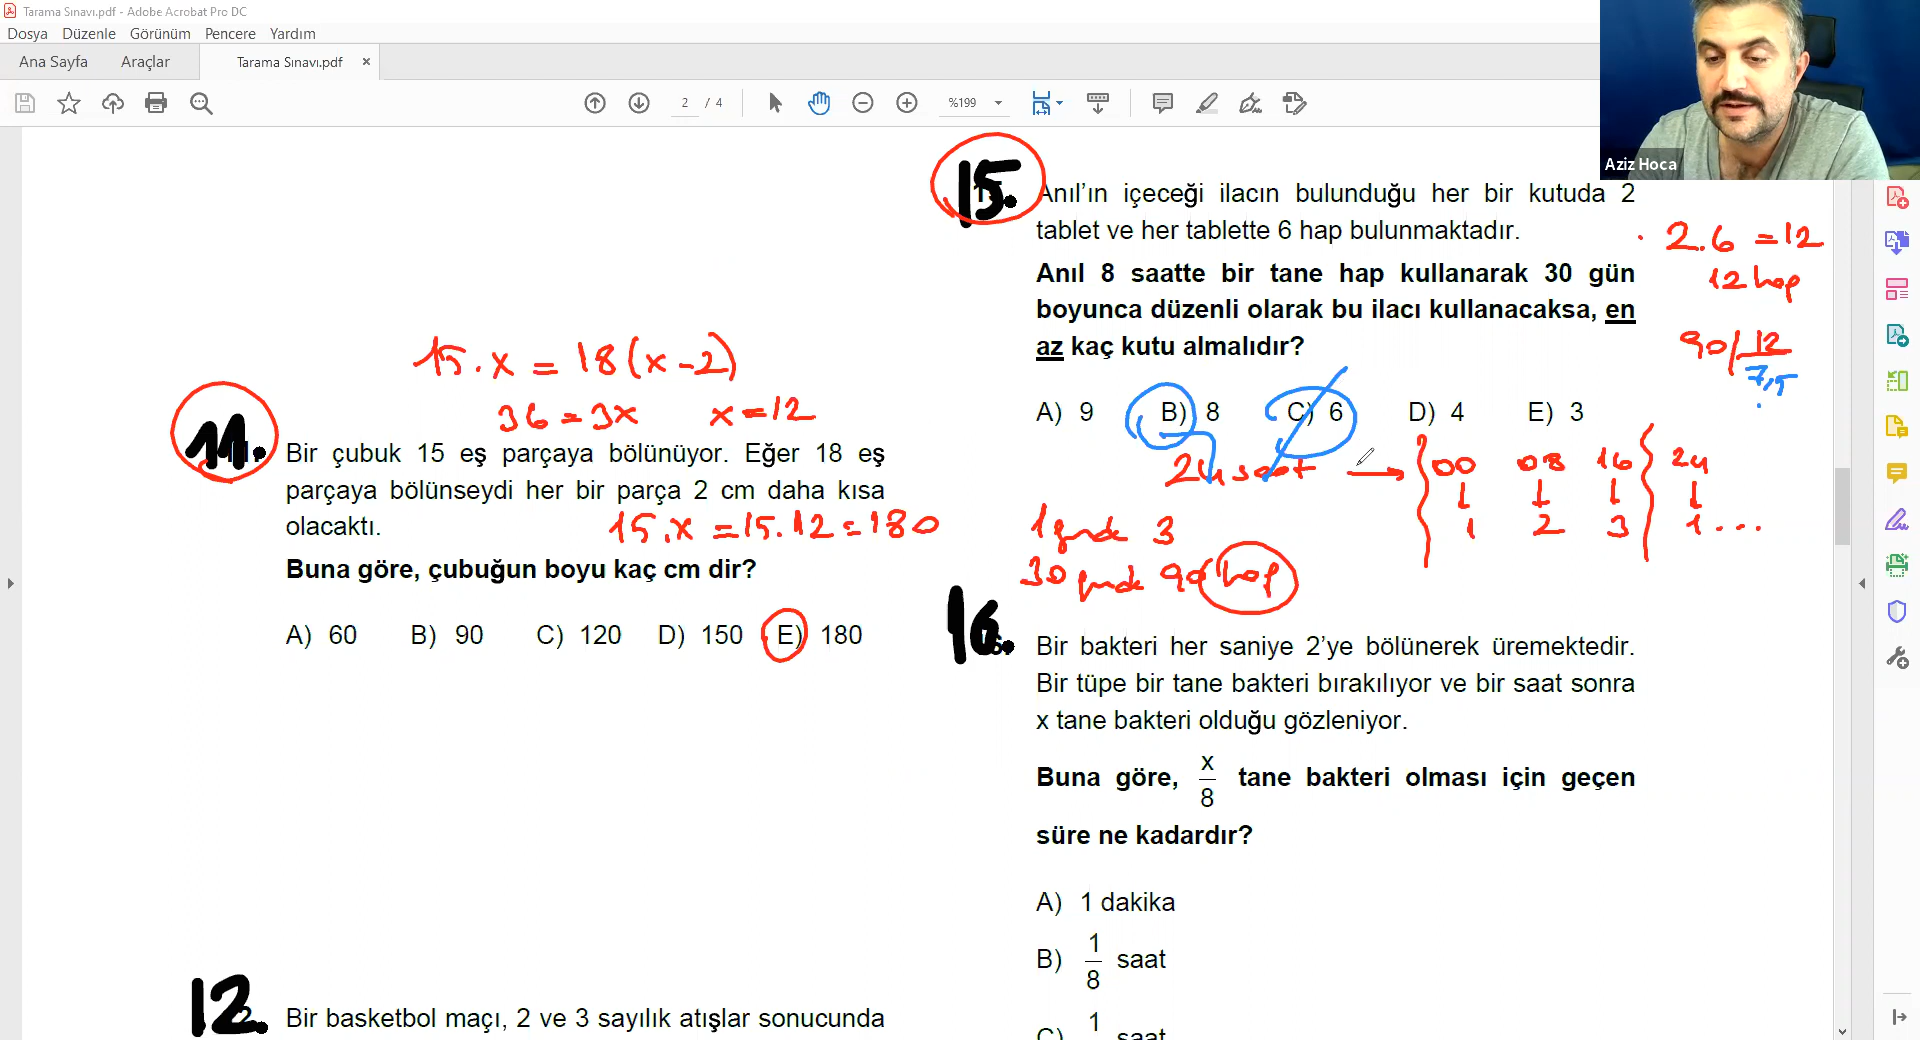 Tarama Sınavı.pdf - Adobe Acrobat Pro DC
Dosya Düzenle Görünüm Pencere Yardım
Ana Sayfa Araçlar Tarama Sınavı.pdf ×
2 / 4 %199
Aziz Hoca
15 . x = 18 (x - 2)
36 = 3x x = 12
11. Bir çubuk 15 eş parçaya bölünüyor. Eğer 18 eş
parçaya bölünseydi her bir parça 2 cm daha kısa
olacaktı.
15 . x = 15 . 12 = 180
Buna göre, çubuğun boyu kaç cm dir?
A) 60 B) 90 C) 120 D) 150 E) 180
12. Bir basketbol maçı, 2 ve 3 sayılık atışlar sonucunda
15. Anıl’ın içeceği ilacın bulunduğu her bir kutuda 2
tablet ve her tablette 6 hap bulunmaktadır.
Anıl 8 saatte bir tane hap kullanarak 30 gün
boyunca düzenli olarak bu ilacı kullanacaksa, en
az kaç kutu almalıdır?
2 . 6 = 12
12 hap
90 / 12
7,5
A) 9 B) 8 C) 6 D) 4 E) 3
24 saat → 00 08 16 24
1 2 3 1 ...
1 günde 3
30 günde 90 hap
16. Bir bakteri her saniye 2’ye bölünerek üremektedir.
Bir tüpe bir tane bakteri bırakılıyor ve bir saat sonra
x tane bakteri olduğu gözleniyor.
Buna göre, x/8 tane bakteri olması için geçen
süre ne kadardır?
A) 1 dakika
B) 1/8 saat
C) 1 saat